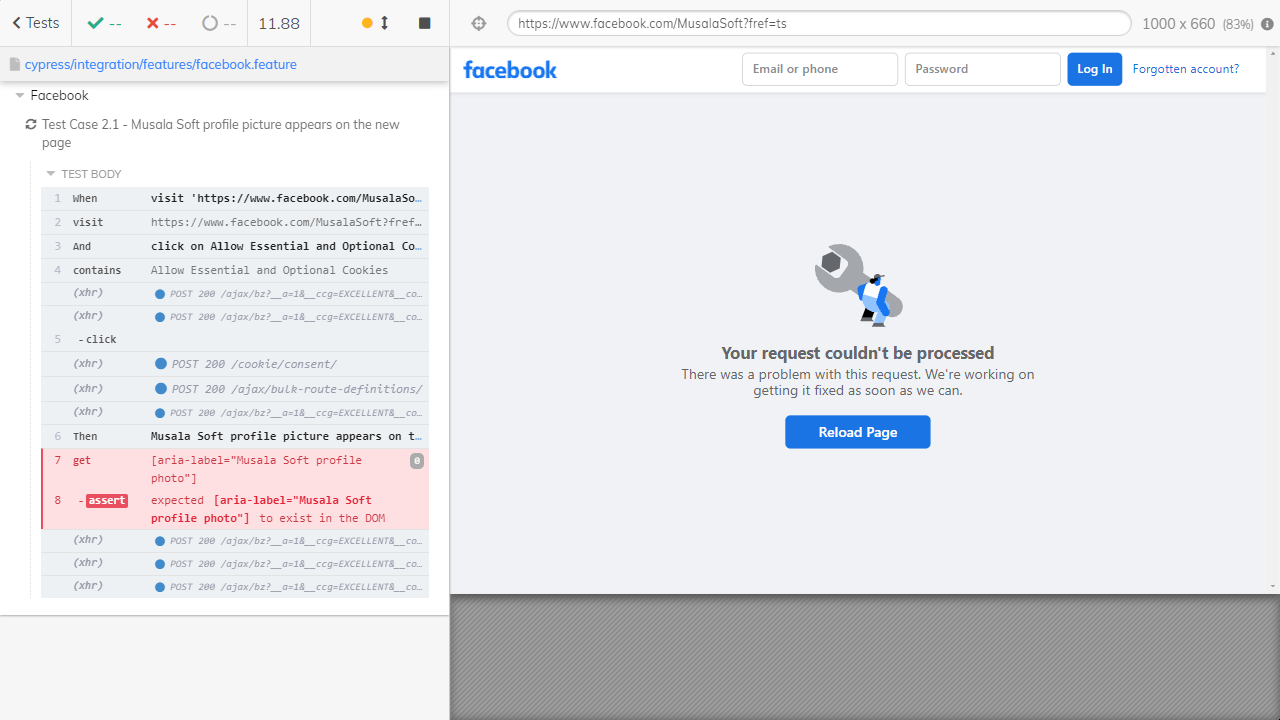 Tests
--
--
--
11.88
https://www.facebook.com/MusalaSoft?fref=ts
1000 x 660 (83%)
cypress/integration/features/facebook.feature
Facebook
Test Case 2.1 - Musala Soft profile picture appears on the new
page
TEST BODY
1 When visit 'https://www.facebook.com/MusalaSo…
2 visit https://www.facebook.com/MusalaSoft?fref…
3 And click on Allow Essential and Optional Co…
4 contains Allow Essential and Optional Cookies
(xhr) POST 200 /ajax/bz?__a=1&__ccg=EXCELLENT&__co…
(xhr) POST 200 /ajax/bz?__a=1&__ccg=EXCELLENT&__co…
5 -click
(xhr) POST 200 /cookie/consent/
(xhr) POST 200 /ajax/bulk-route-definitions/
(xhr) POST 200 /ajax/bz?__a=1&__ccg=EXCELLENT&__co…
6 Then Musala Soft profile picture appears on t…
7 get [aria-label="Musala Soft profile 0
photo"]
8 -assert expected [aria-label="Musala Soft
profile photo"] to exist in the DOM
(xhr) POST 200 /ajax/bz?__a=1&__ccg=EXCELLENT&__co…
(xhr) POST 200 /ajax/bz?__a=1&__ccg=EXCELLENT&__co…
(xhr) POST 200 /ajax/bz?__a=1&__ccg=EXCELLENT&__co…
facebook
Email or phone
Password
Log In
Forgotten account?
Your request couldn't be processed
There was a problem with this request. We're working on
getting it fixed as soon as we can.
Reload Page